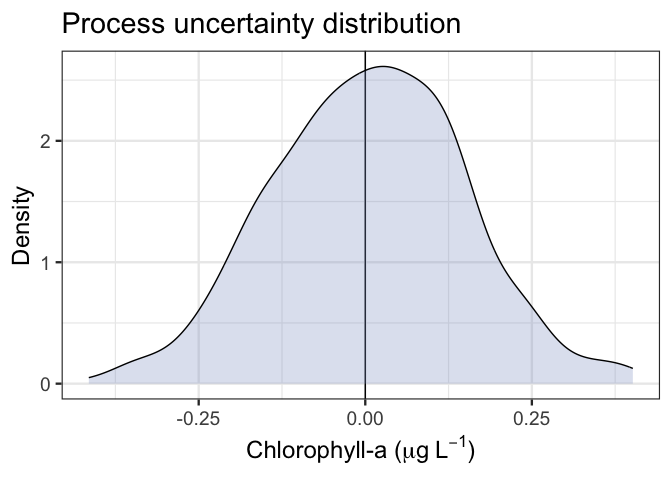 Process uncertainty distribution
Density
2
1
0
-0.25 0.00 0.25
Chlorophyll-a (μg L⁻¹)